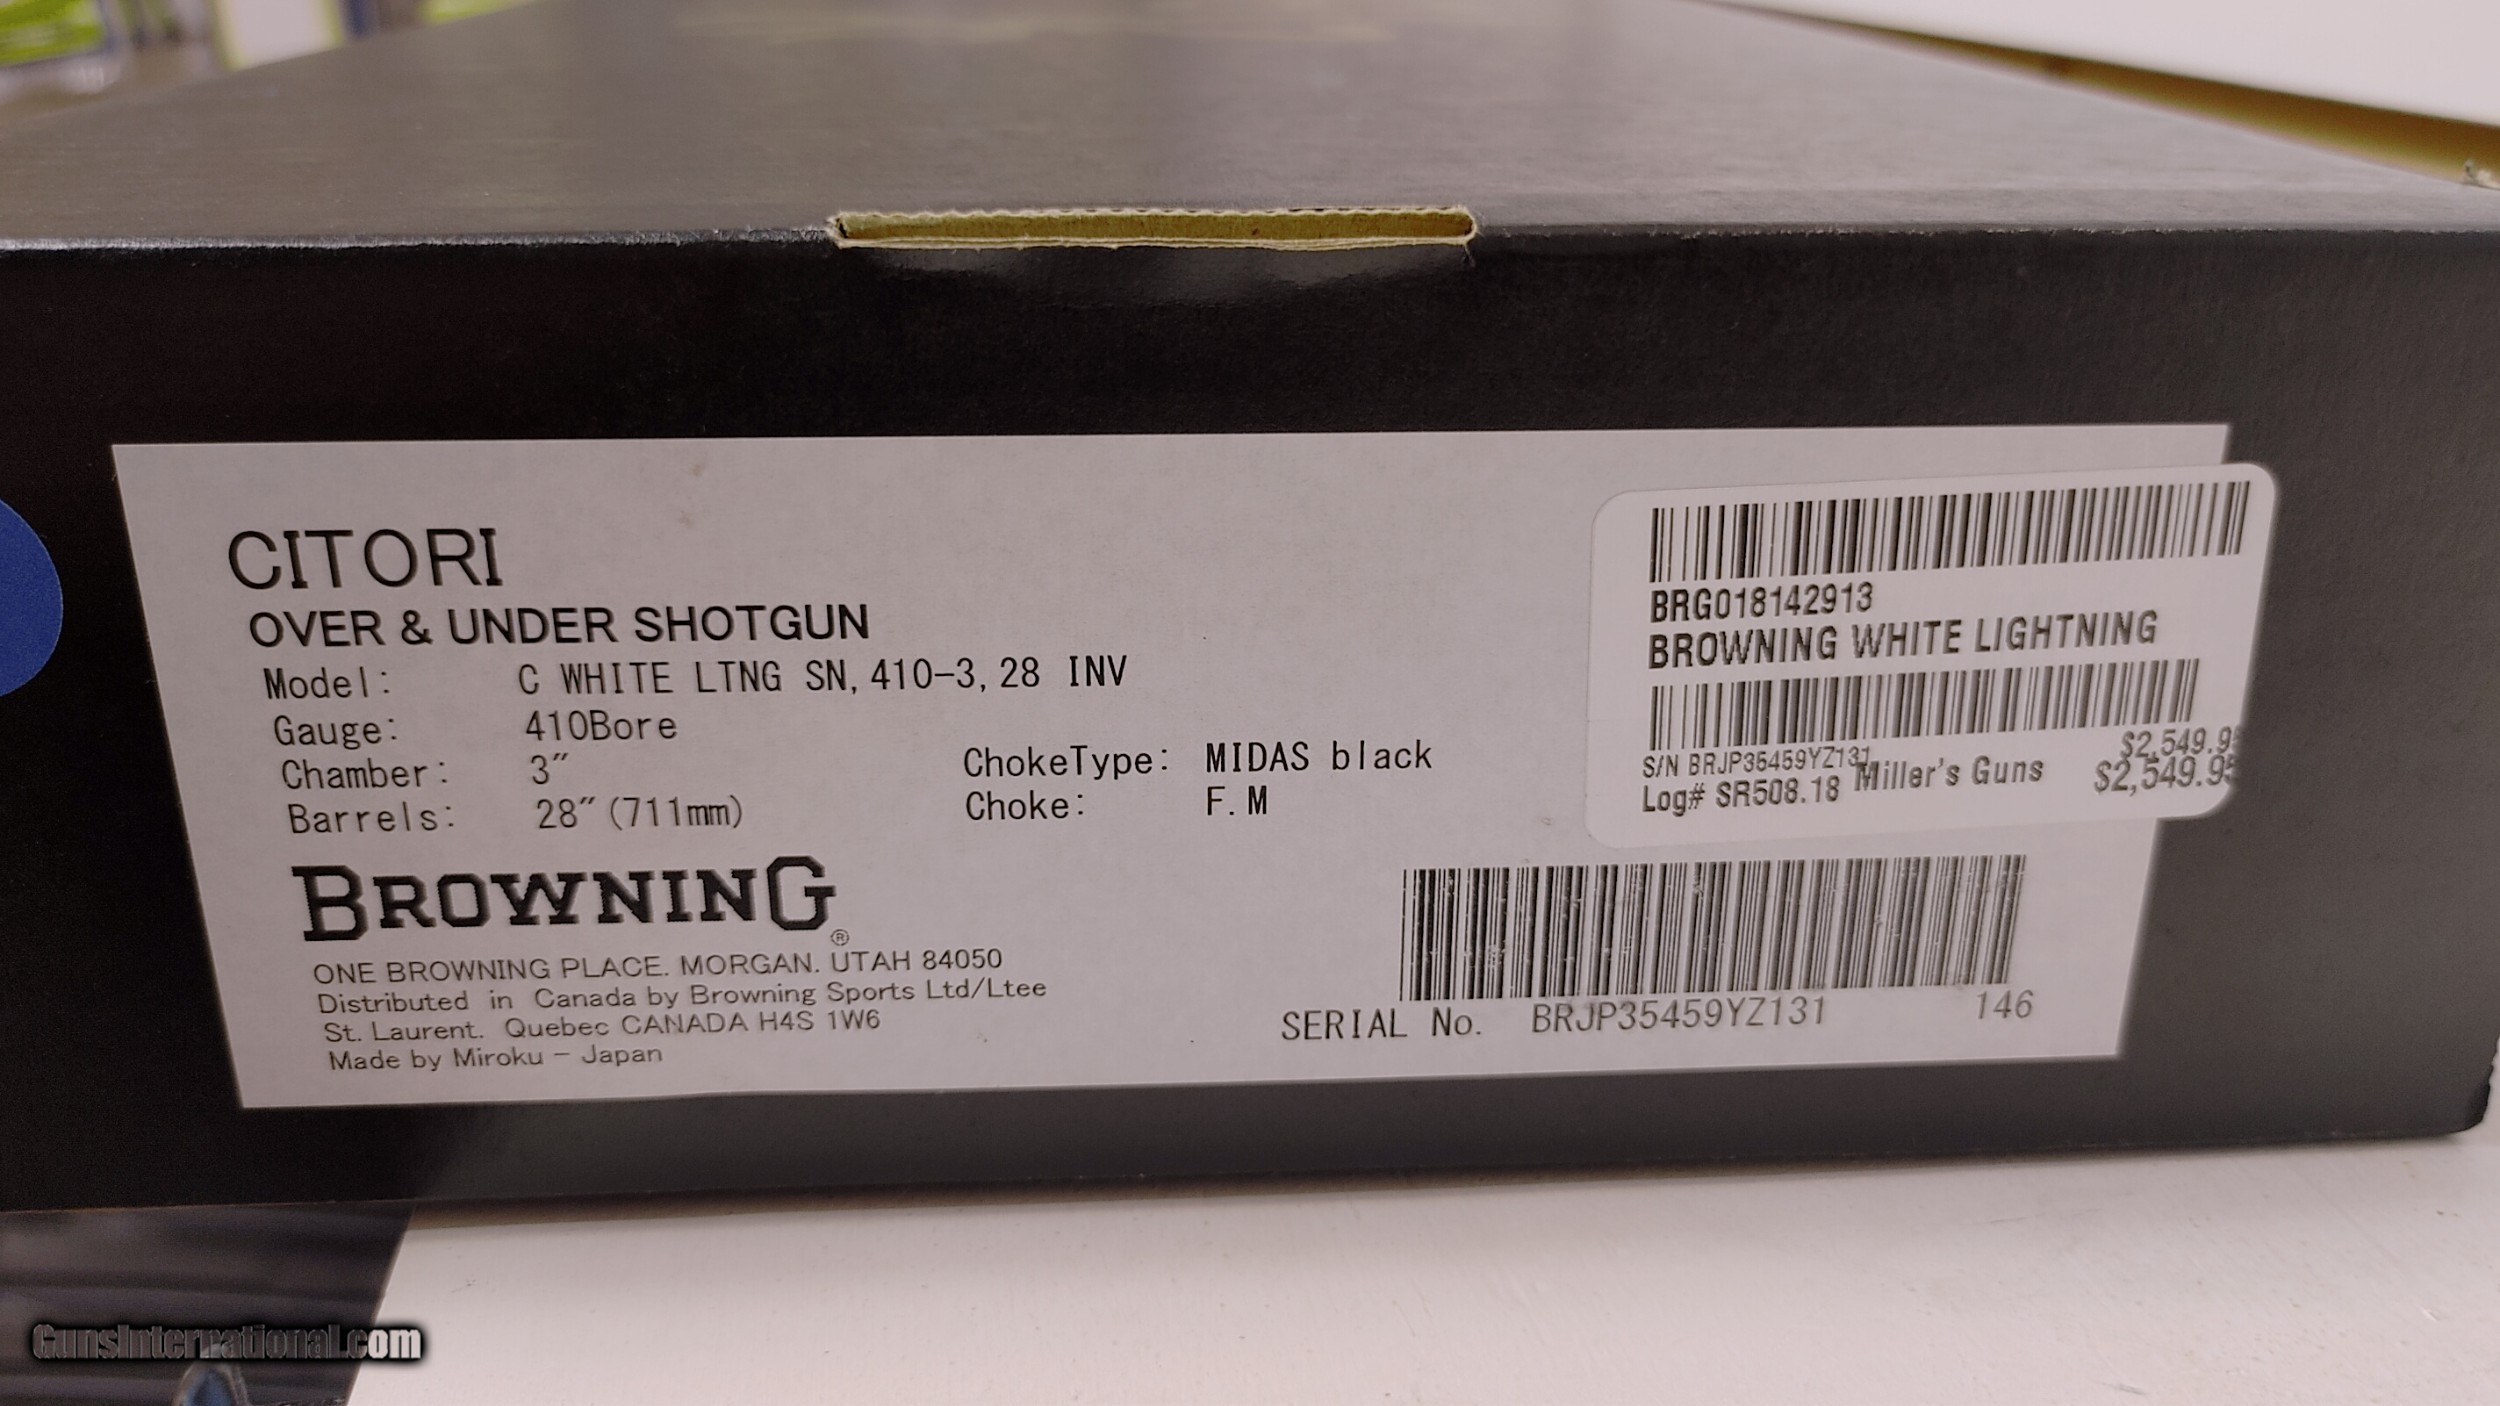 CITORI
OVER & UNDER SHOTGUN
Model: C WHITE LTNG SN,410-3,28 INV
Gauge: 410Bore
Chamber: 3"
Barrels: 28"(711mm)
ChokeType: MIDAS black
Choke: F.M
BROWNING®
ONE BROWNING PLACE. MORGAN. UTAH 84050
Distributed in Canada by Browning Sports Ltd/Ltee
St. Laurent. Quebec CANADA H4S 1W6
Made by Miroku - Japan
BRG018142913
BROWNING WHITE LIGHTNING
S/N BRJP35459YZ131
$2,549.95
Log# SR508.18 Miller's Guns $2,549.95
SERIAL No. BRJP35459YZ131 146
GunsInternational.com